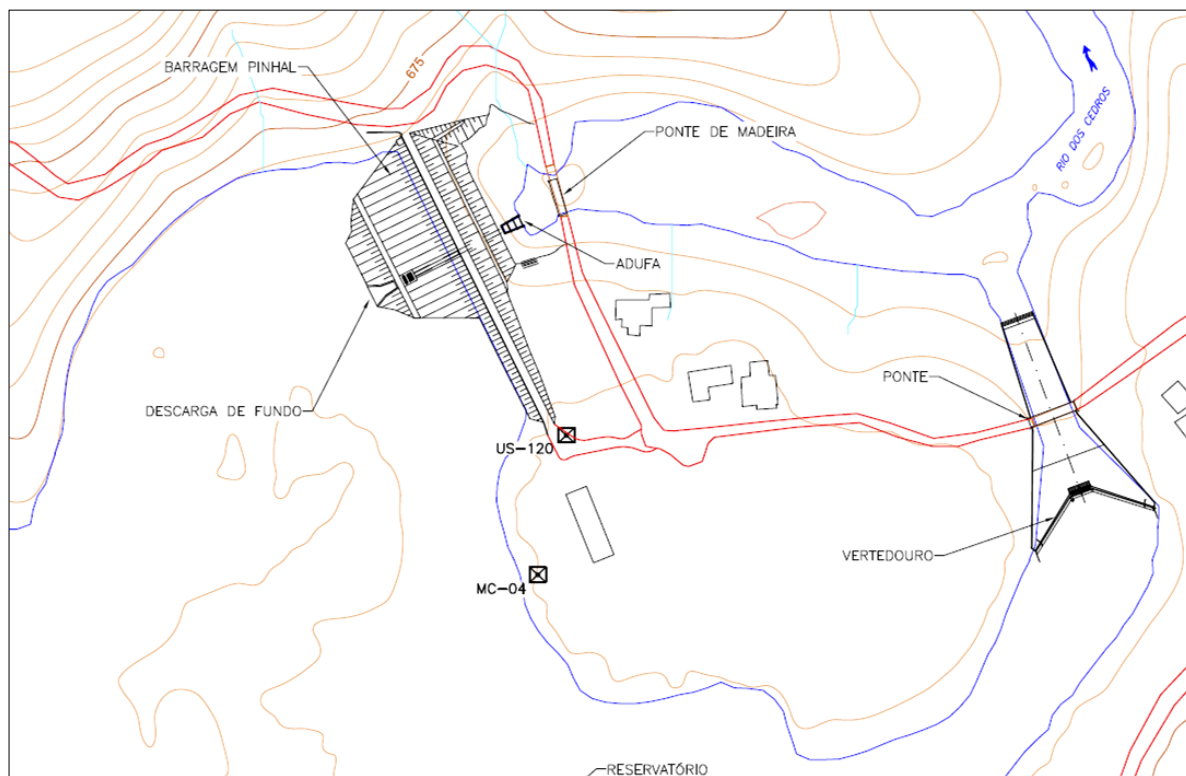 BARRAGEM PINHAL
675
PONTE DE MADEIRA
RIO DOS CEDROS
ADUFA
PONTE
DESCARGA DE FUNDO
US-120
VERTEDOURO
MC-04
RESERVATÓRIO